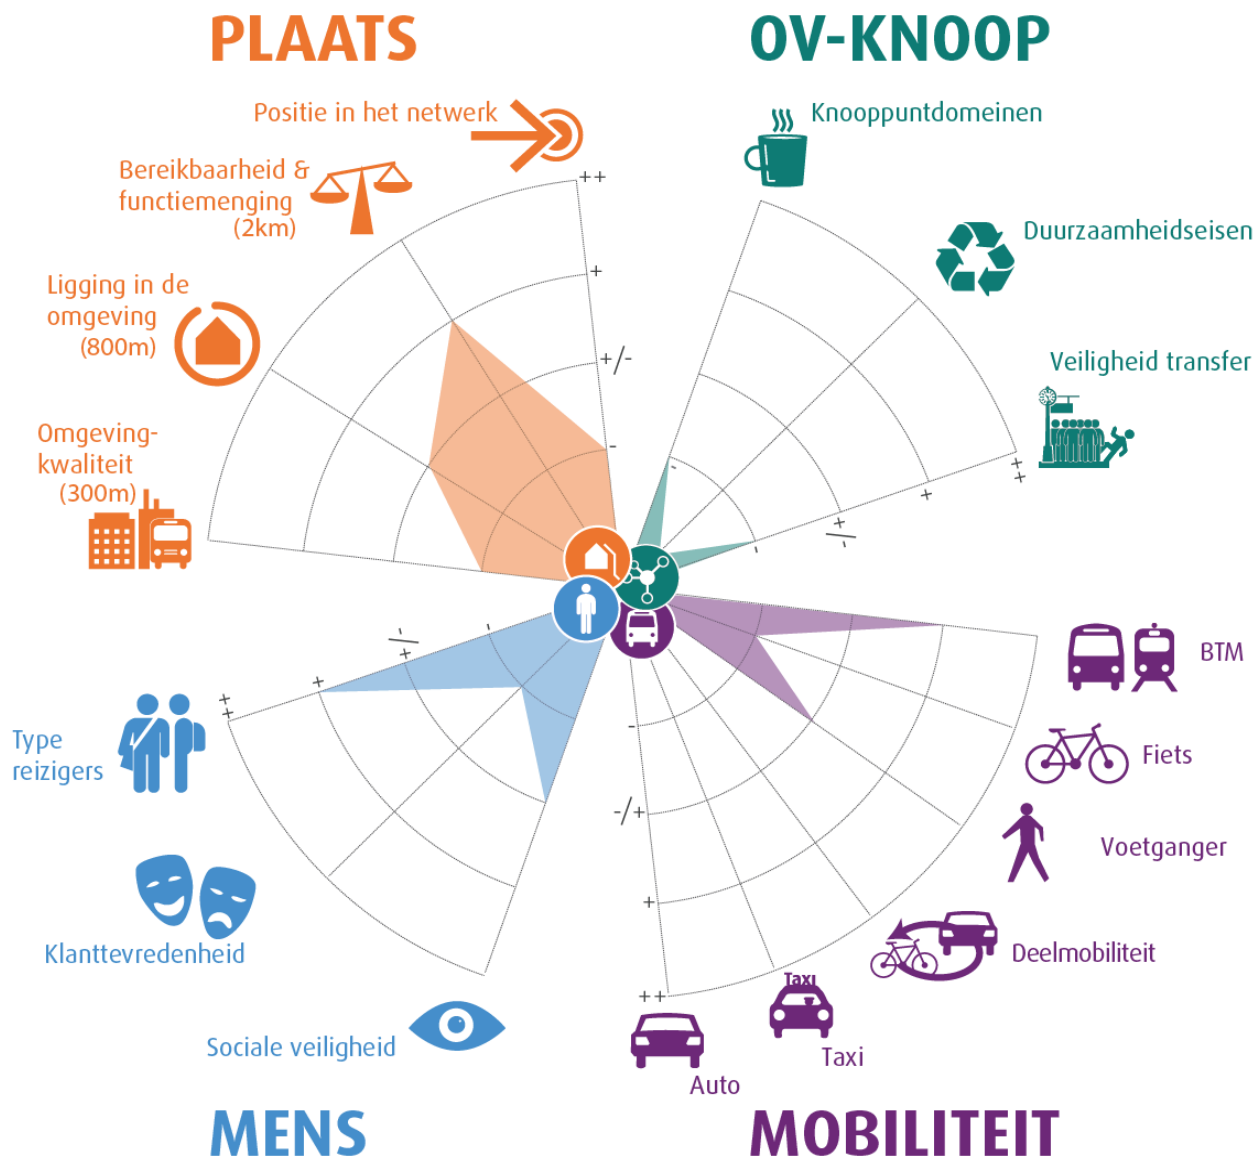 PLAATS
OV-KNOOP
Positie in het netwerk
Bereikbaarheid &
functiemenging
(2km)
Ligging in de
omgeving
(800m)
Omgeving-
kwaliteit
(300m)
++
+
+/-
-
Knooppuntdomeinen
Duurzaamheidseisen
Veiligheid transfer
-
-
+/-
+
++
-
+/-
+
++
Type
reizigers
Klanttevredenheid
Sociale veiligheid
BTM
Fiets
Voetganger
Deelmobiliteit
Taxi
Taxi
Auto
-
-/+
+
++
MENS
MOBILITEIT